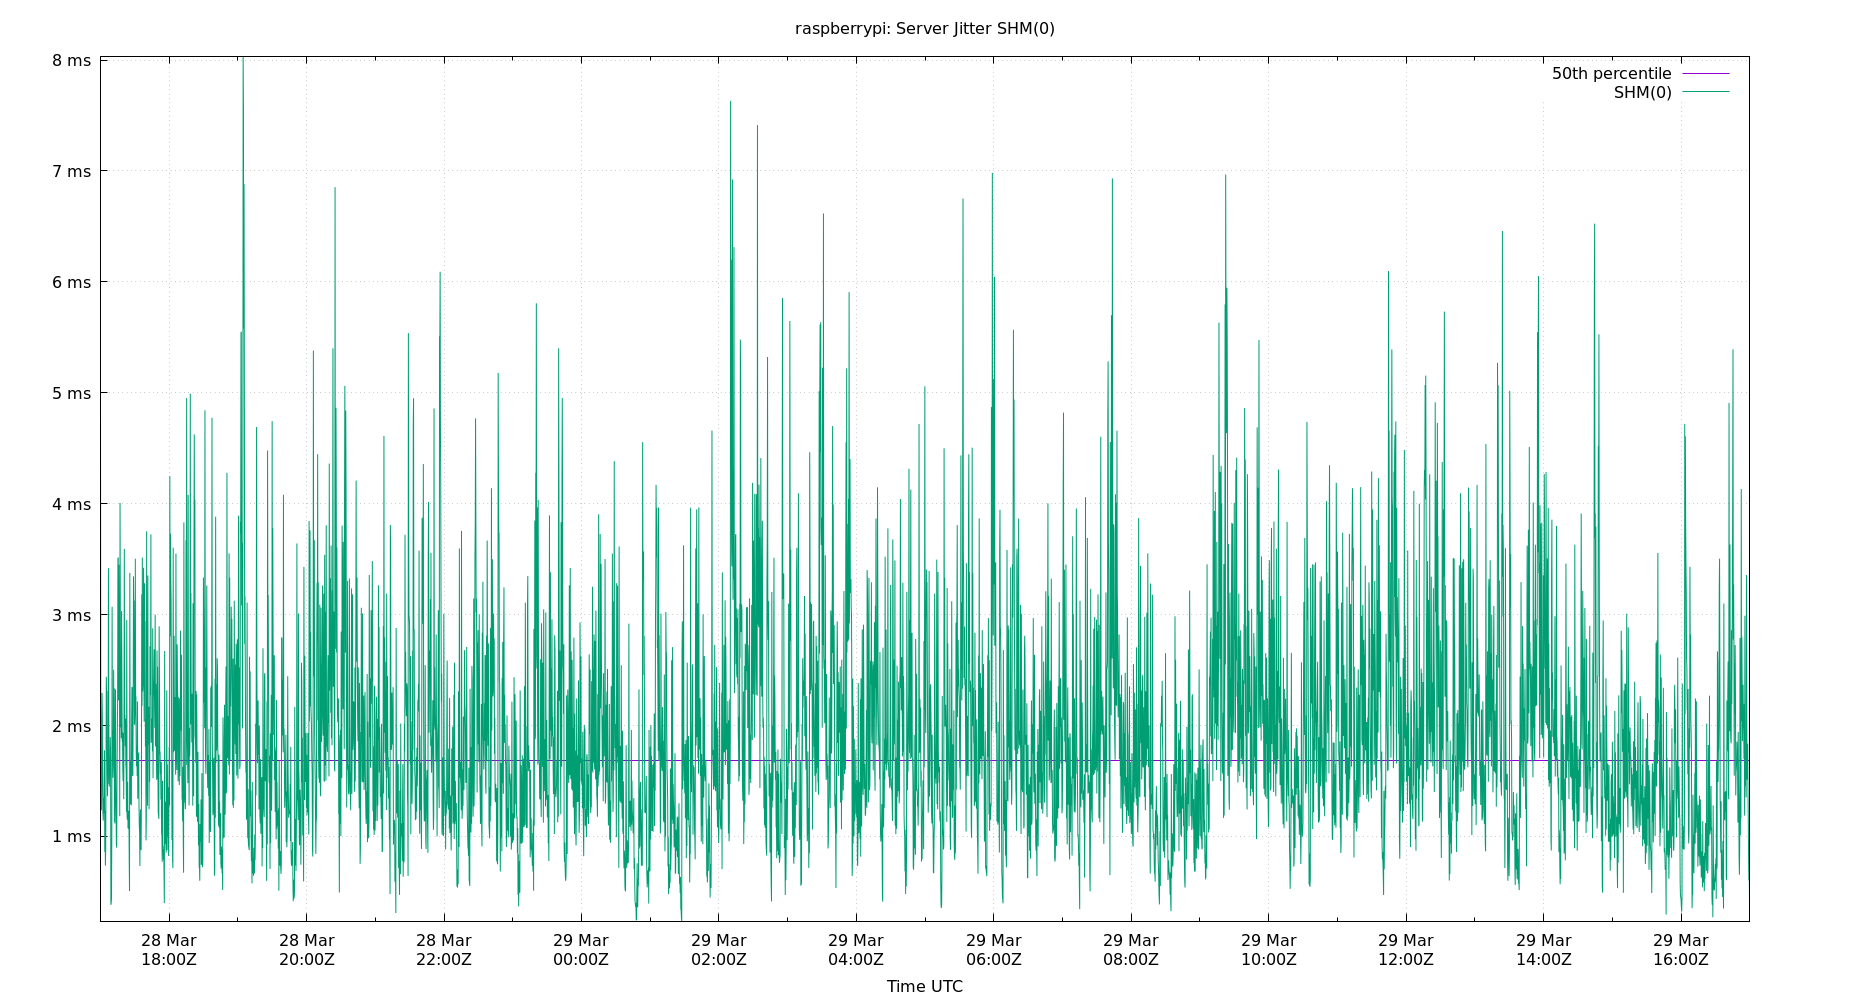 raspberrypi: Server Jitter SHM(0)
50th percentile
SHM(0)
8 ms
7 ms
6 ms
5 ms
4 ms
3 ms
2 ms
1 ms
28 Mar 28 Mar 28 Mar 29 Mar 29 Mar 29 Mar 29 Mar 29 Mar 29 Mar 29 Mar 29 Mar 29 Mar
18:00Z 20:00Z 22:00Z 00:00Z 02:00Z 04:00Z 06:00Z 08:00Z 10:00Z 12:00Z 14:00Z 16:00Z
Time UTC